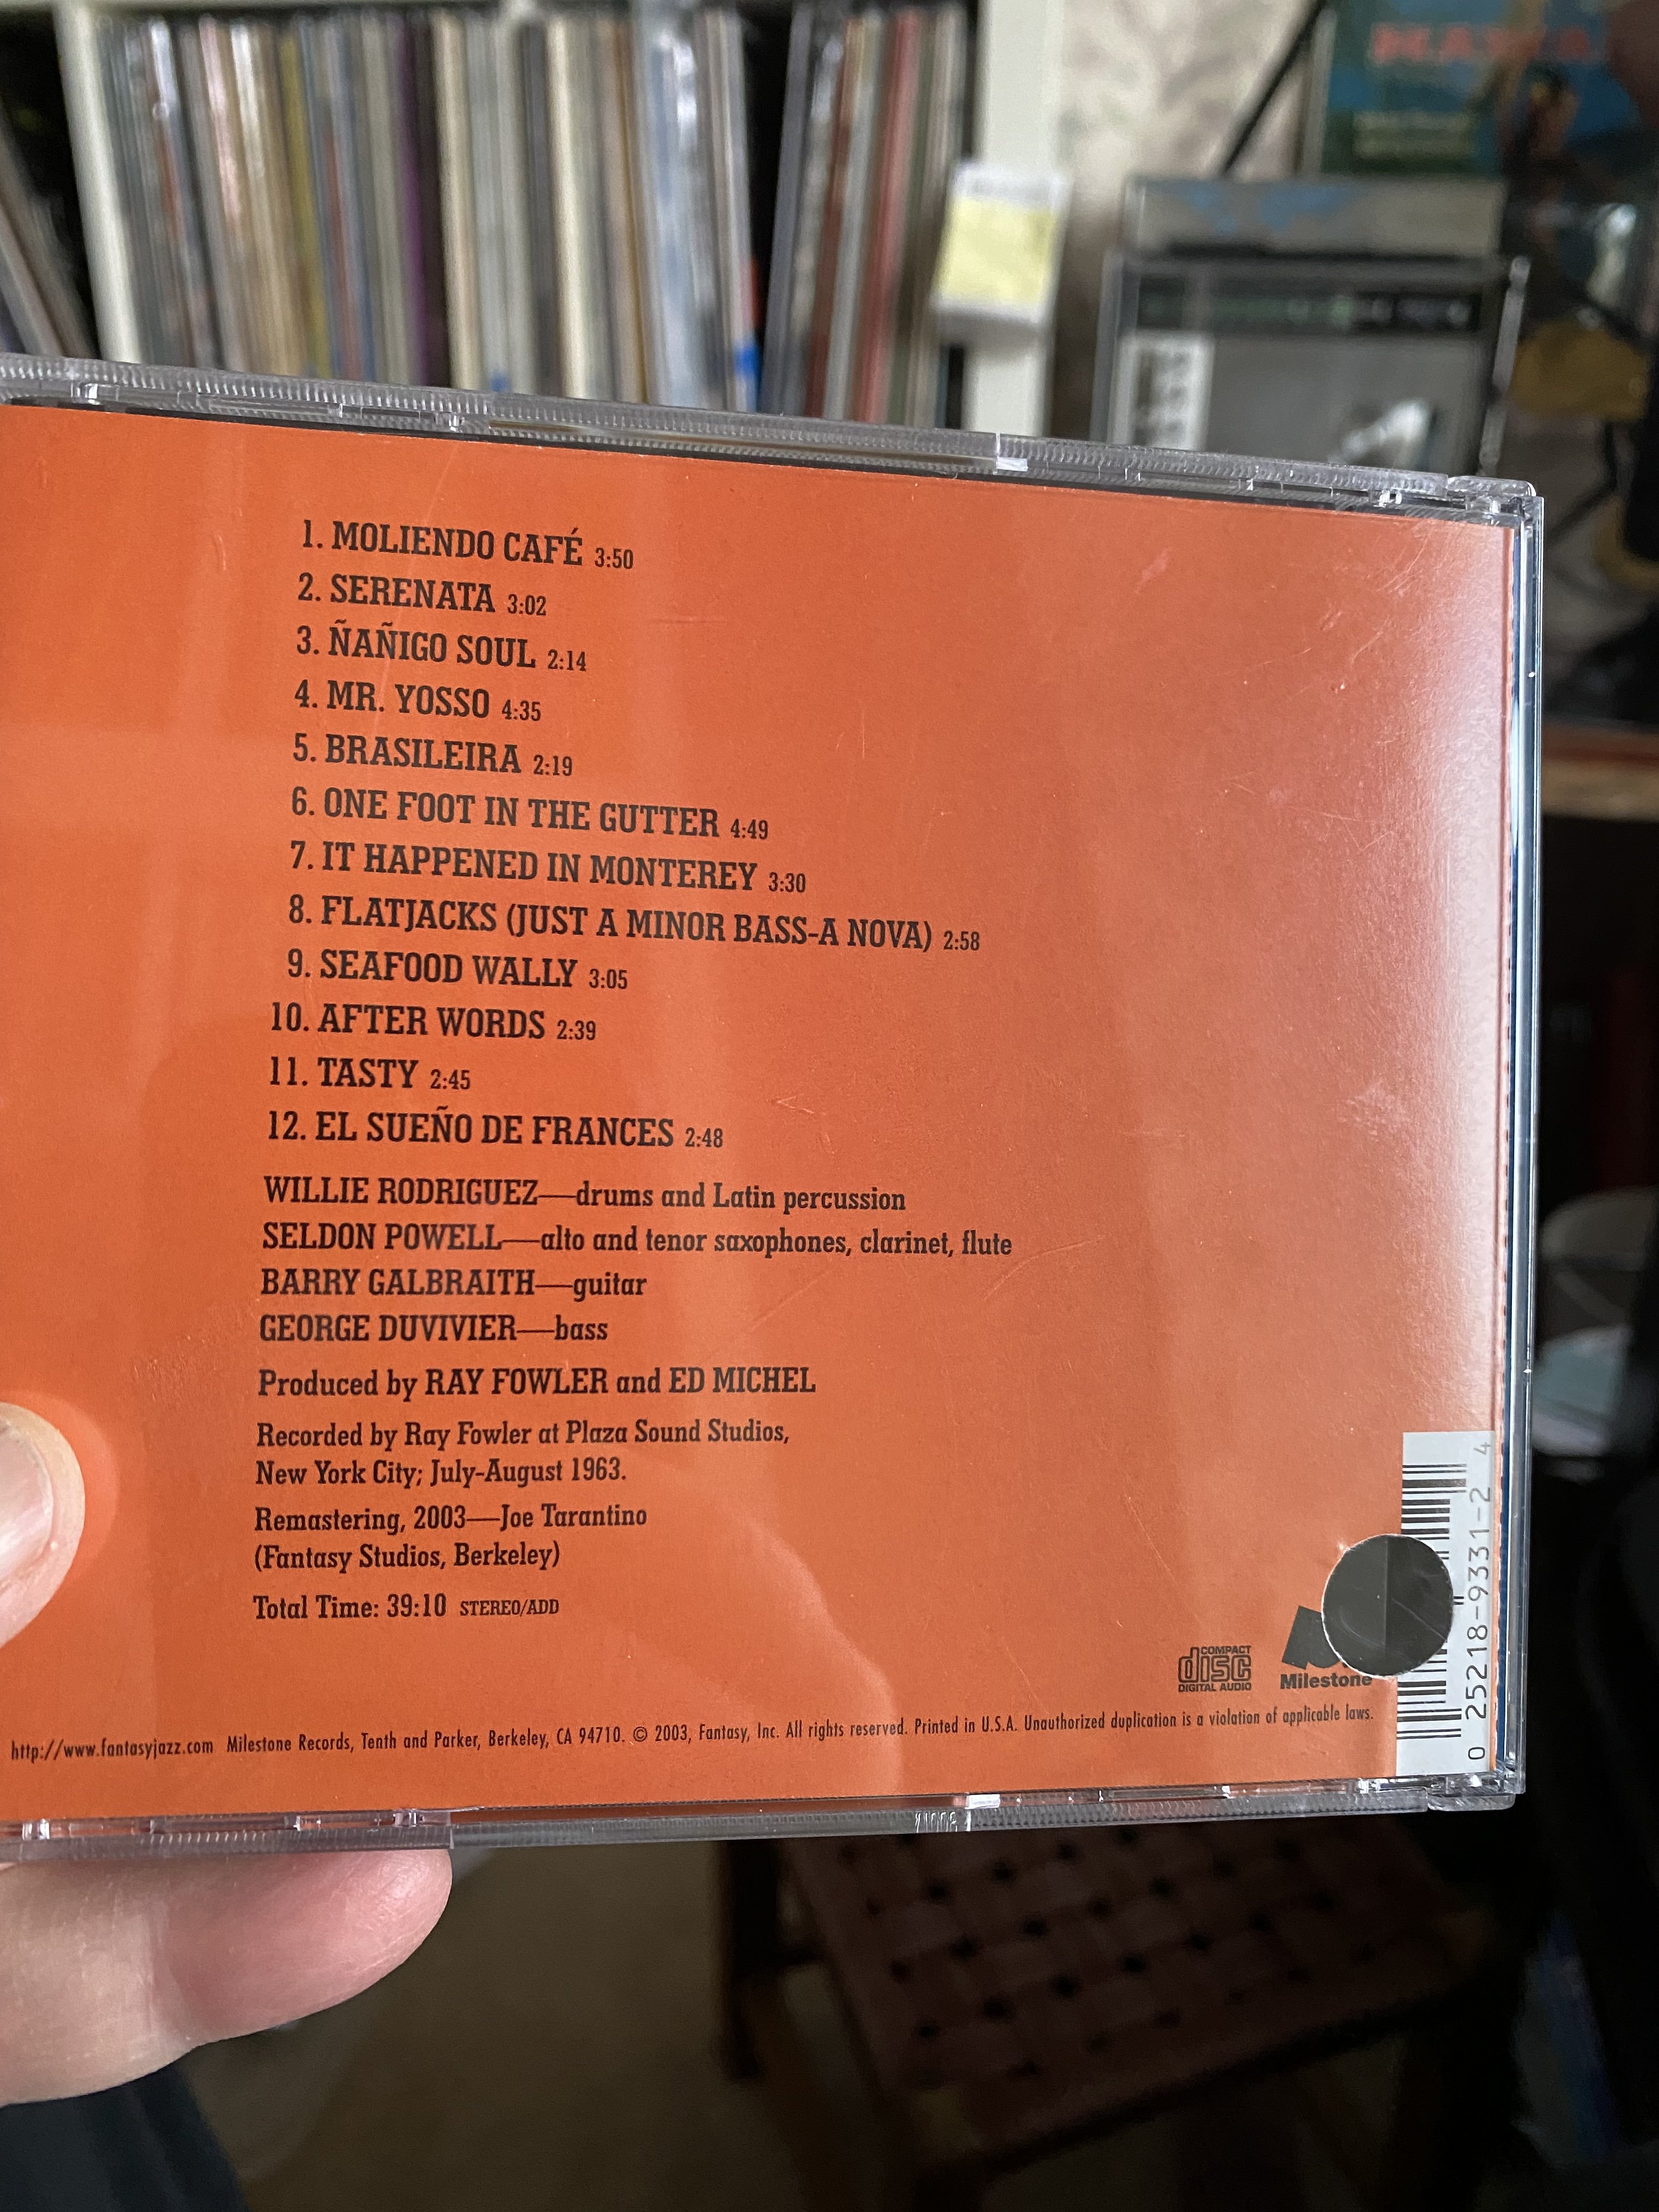 1. MOLIENDO CAFÉ 3:50
2. SERENATA 3:02
3. ÑAÑIGO SOUL 2:14
4. MR. YOSSO 4:35
5. BRASILEIRA 2:19
6. ONE FOOT IN THE GUTTER 4:49
7. IT HAPPENED IN MONTEREY 3:30
8. FLATJACKS (JUST A MINOR BASS-A NOVA) 2:58
9. SEAFOOD WALLY 3:05
10. AFTER WORDS 2:39
11. TASTY 2:45
12. EL SUEÑO DE FRANCES 2:48
WILLIE RODRIGUEZ—drums and Latin percussion
SELDON POWELL—alto and tenor saxophones, clarinet, flute
BARRY GALBRAITH—guitar
GEORGE DUVIVIER—bass
Produced by RAY FOWLER and ED MICHEL
Recorded by Ray Fowler at Plaza Sound Studios,
New York City; July-August 1963.
Remastering, 2003—Joe Tarantino
(Fantasy Studios, Berkeley)
Total Time: 39:10 STEREO/ADD
COMPACT
disc
DIGITAL AUDIO
Milestone
http://www.fantasyjazz.com Milestone Records, Tenth and Parker, Berkeley, CA 94710. © 2003, Fantasy, Inc. All rights reserved. Printed in U.S.A. Unauthorized duplication is a violation of applicable laws.
0 25218-9331-2 4